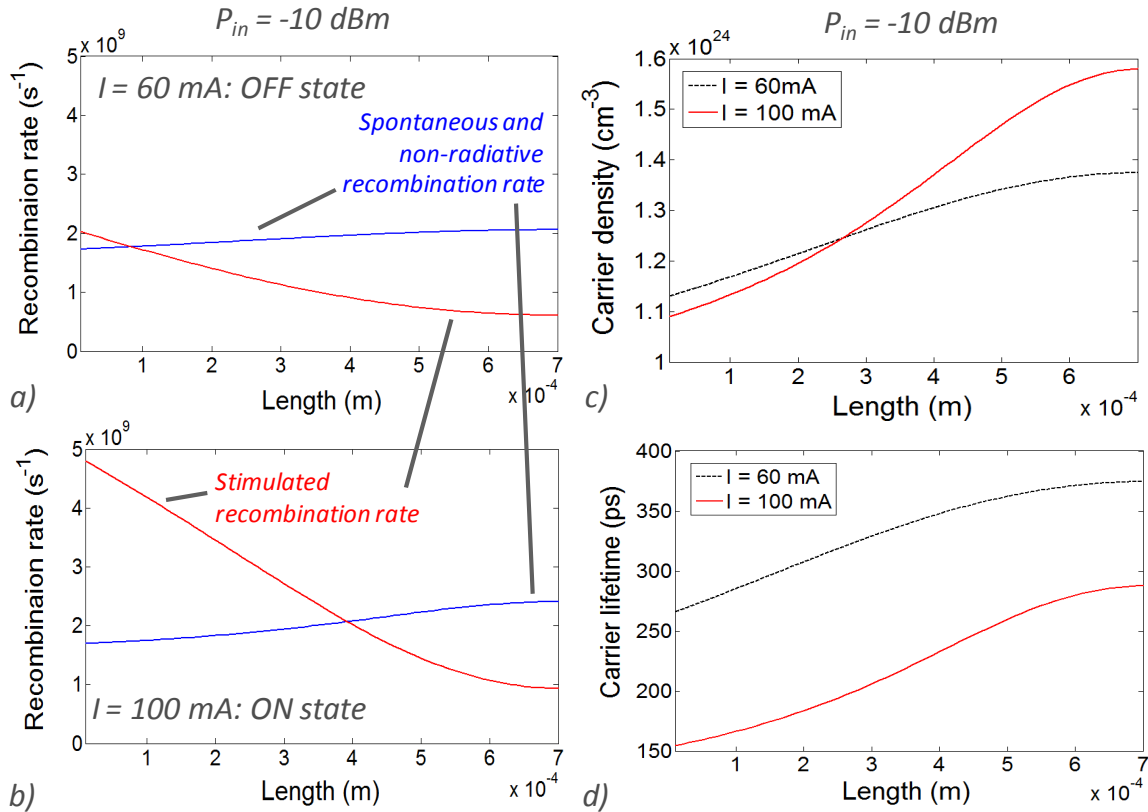 P_in = -10 dBm
× 10^9
I = 60 mA: OFF state
Spontaneous and
non-radiative
recombination rate
5
4
3
2
1
0
Recombinaion rate (s^-1)
1 2 3 4 5 6 7
Length (m)
× 10^-4
a)
× 10^9
Stimulated
recombination rate
5
4
3
2
1
0
Recombinaion rate (s^-1)
I = 100 mA: ON state
1 2 3 4 5 6 7
Length (m)
× 10^-4
b)
P_in = -10 dBm
× 10^24
I = 60mA
I = 100 mA
1.6
1.4
1.3
1.2
1.1
1
Carrier density (cm^-3)
1 2 3 4 5 6
Length (m)
× 10^-4
c)
I = 60 mA
I = 100 mA
400
350
300
250
200
150
Carrier lifetime (ps)
1 2 3 4 5 6 7
Length (m)
× 10^-4
d)